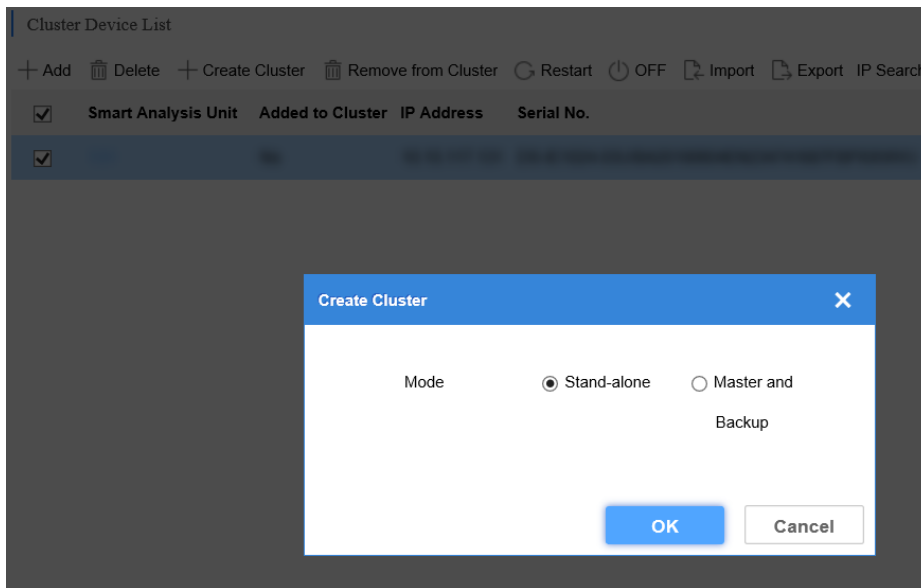 Cluster Device List
Add Delete Create Cluster Remove from Cluster Restart OFF Import Export IP Search
Smart Analysis Unit Added to Cluster IP Address Serial No.
Create Cluster
Mode Stand-alone Master and
Backup
OK Cancel